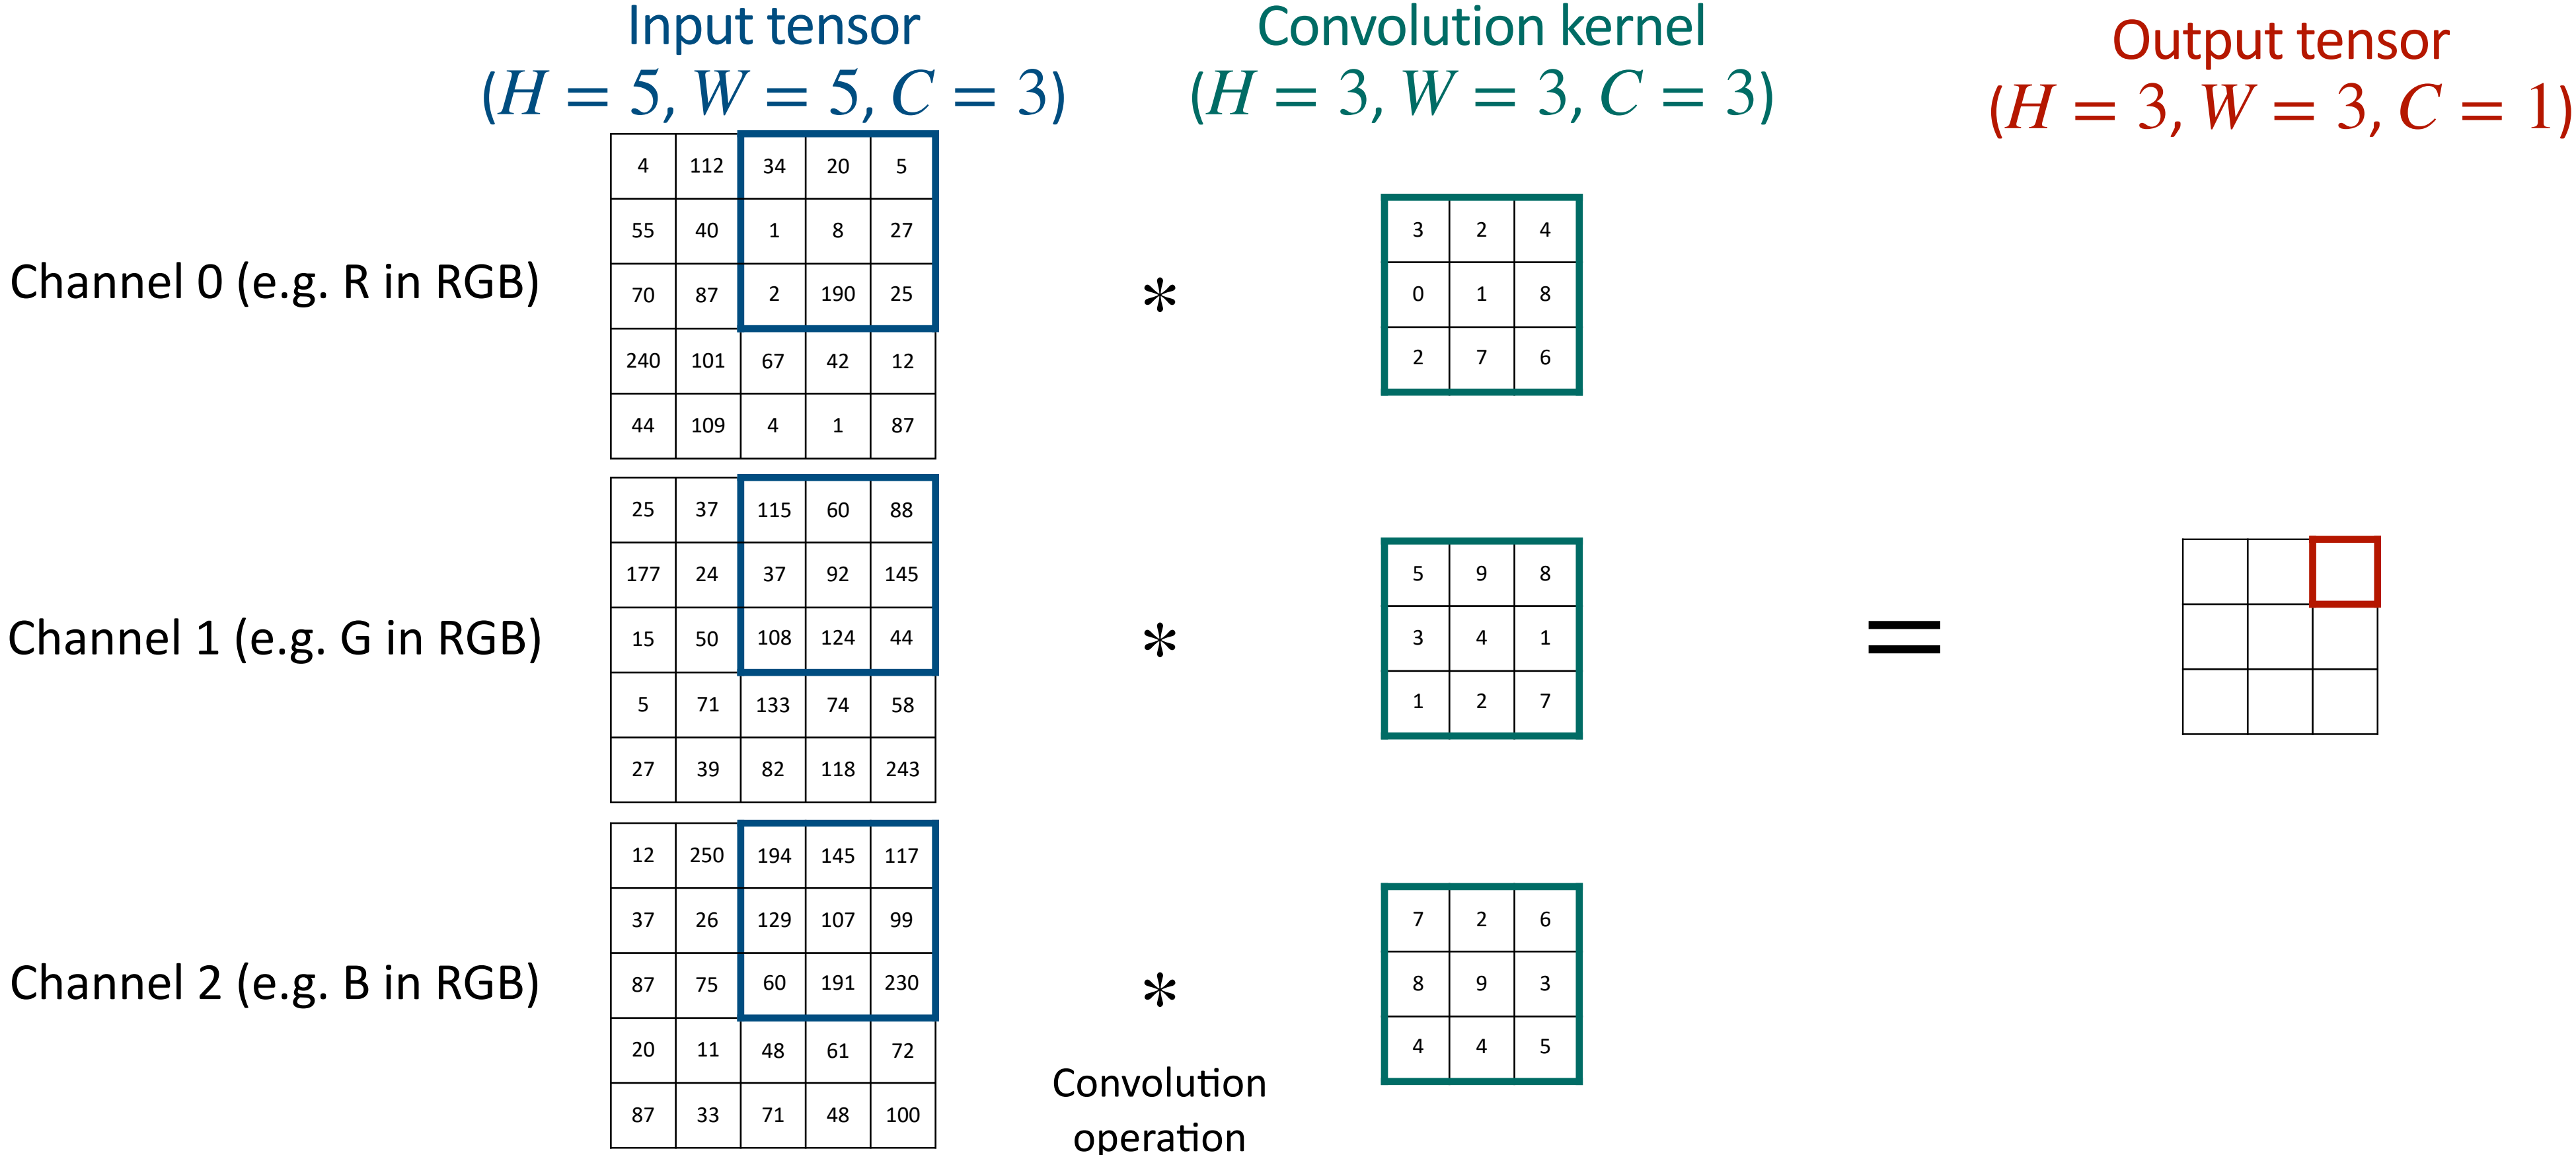 Input tensor
(H = 5, W = 5, C = 3)
Convolution kernel
(H = 3, W = 3, C = 3)
Output tensor
(H = 3, W = 3, C = 1)
Channel 0 (e.g. R in RGB)
4 112 34 20 5
55 40 1 8 27
70 87 2 190 25
240 101 67 42 12
44 109 4 1 87
*
3 2 4
0 1 8
2 7 6
Channel 1 (e.g. G in RGB)
25 37 115 60 88
177 24 37 92 145
15 50 108 124 44
5 71 133 74 58
27 39 82 118 243
*
5 9 8
3 4 1
1 2 7
=
Channel 2 (e.g. B in RGB)
12 250 194 145 117
37 26 129 107 99
87 75 60 191 230
20 11 48 61 72
87 33 71 48 100
*
Convolution
operation
7 2 6
8 9 3
4 4 5